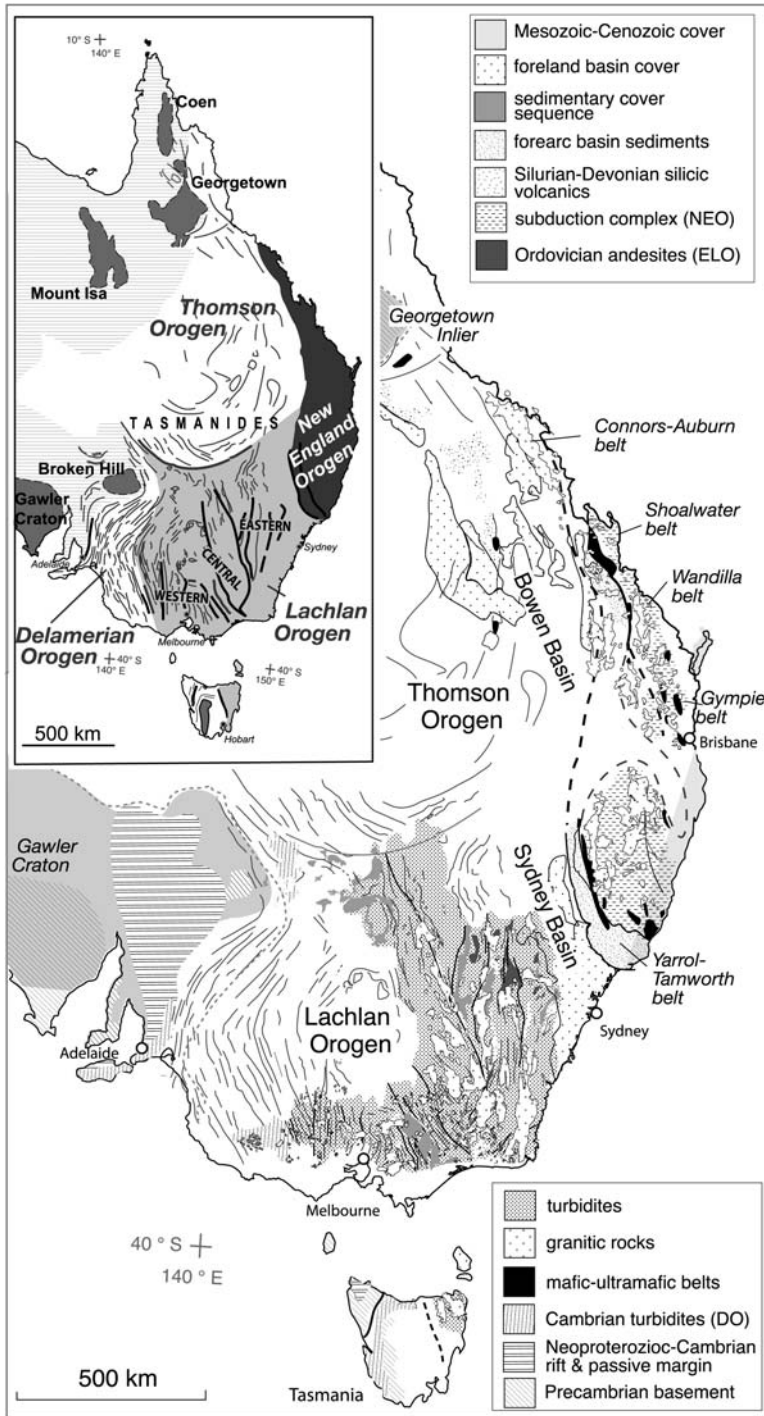 10° S
140° E
Coen
Georgetown
Mount Isa
Thomson
Orogen
TASMANIDES
New
England
Orogen
Broken Hill
Gawler
Craton
EASTERN
CENTRAL
WESTERN
Sydney
Adelaide
Lachlan
Orogen
Delamerian
Orogen
Melbourne
40° S
140° E
40° S
150° E
500 km
Hobart
Mesozoic-Cenozoic cover
foreland basin cover
sedimentary cover
sequence
forearc basin sediments
Silurian-Devonian silicic
volcanics
subduction complex (NEO)
Ordovician andesites (ELO)
Georgetown
Inlier
Connors-Auburn
belt
Shoalwater
belt
Wandilla
belt
Bowen Basin
Thomson
Orogen
Gympie
belt
Brisbane
Gawler
Craton
Sydney Basin
Yarrol-
Tamworth
belt
Lachlan
Orogen
Sydney
Adelaide
Melbourne
40° S
140° E
500 km
Tasmania
turbidites
granitic rocks
mafic-ultramafic belts
Cambrian turbidites (DO)
Neoproterozioc-Cambrian
rift & passive margin
Precambrian basement